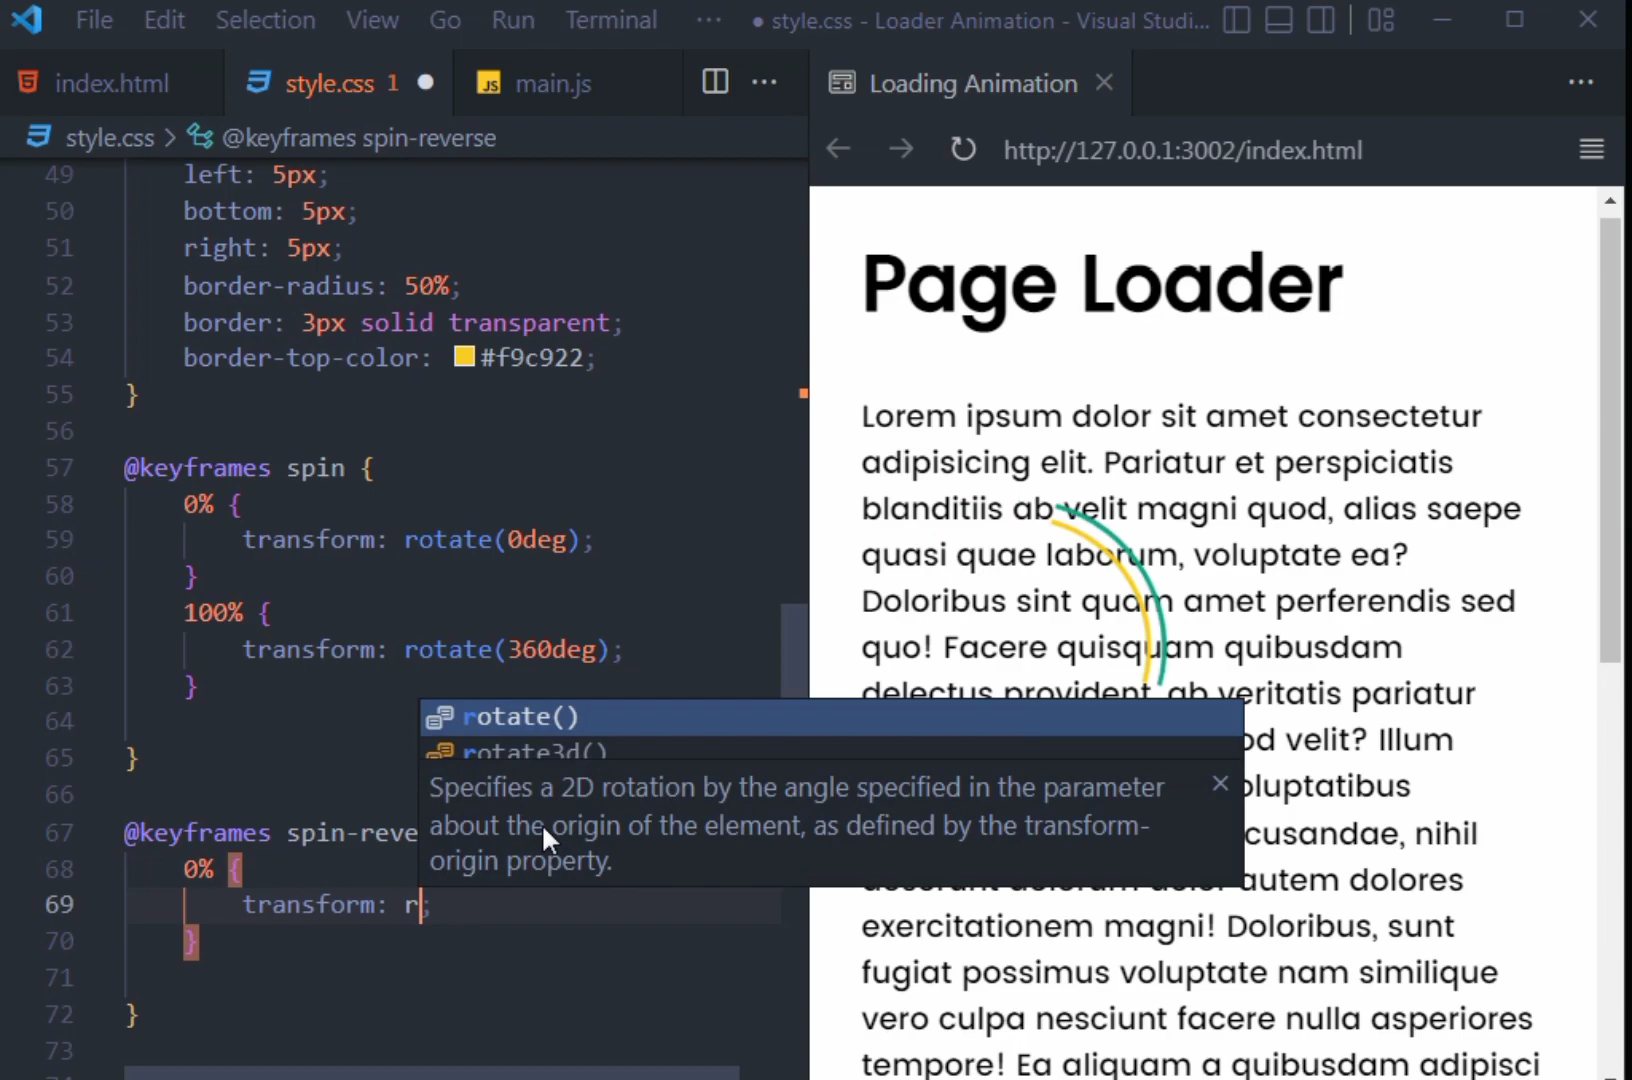 File Edit Selection View Go Run Terminal ··· ● style.css - Loader Animation - Visual Studi...
index.html style.css 1 ● main.js ···
Loading Animation ···
style.css > @keyframes spin-reverse
http://127.0.0.1:3002/index.html
49 left: 5px;
50 bottom: 5px;
51 right: 5px;
52 border-radius: 50%;
53 border: 3px solid transparent;
54 border-top-color: #f9c922;
55 }
56
57 @keyframes spin {
58 0% {
59 transform: rotate(0deg);
60 }
61 100% {
62 transform: rotate(360deg);
63 }
64
65 }
66
67 @keyframes spin-reve
68 0% {
69 transform: r;
70 }
71
72 }
73
rotate()
rotate3d()
Specifies a 2D rotation by the angle specified in the parameter
about the origin of the element, as defined by the transform-
origin property.
Page Loader
Lorem ipsum dolor sit amet consectetur
adipisicing elit. Pariatur et perspiciatis
blanditiis ab velit magni quod, alias saepe
quasi quae laborum, voluptate ea?
Doloribus sint quam amet perferendis sed
quo! Facere quisquam quibusdam
delectus provident, ab veritatis pariatur
od velit? Illum
oluptatibus
cusandae, nihil
autem dolores
exercitationem magni! Doloribus, sunt
fugiat possimus voluptate nam similique
vero culpa nesciunt facere nulla asperiores
tempore! Ea aliquam a quibusdam adipisci